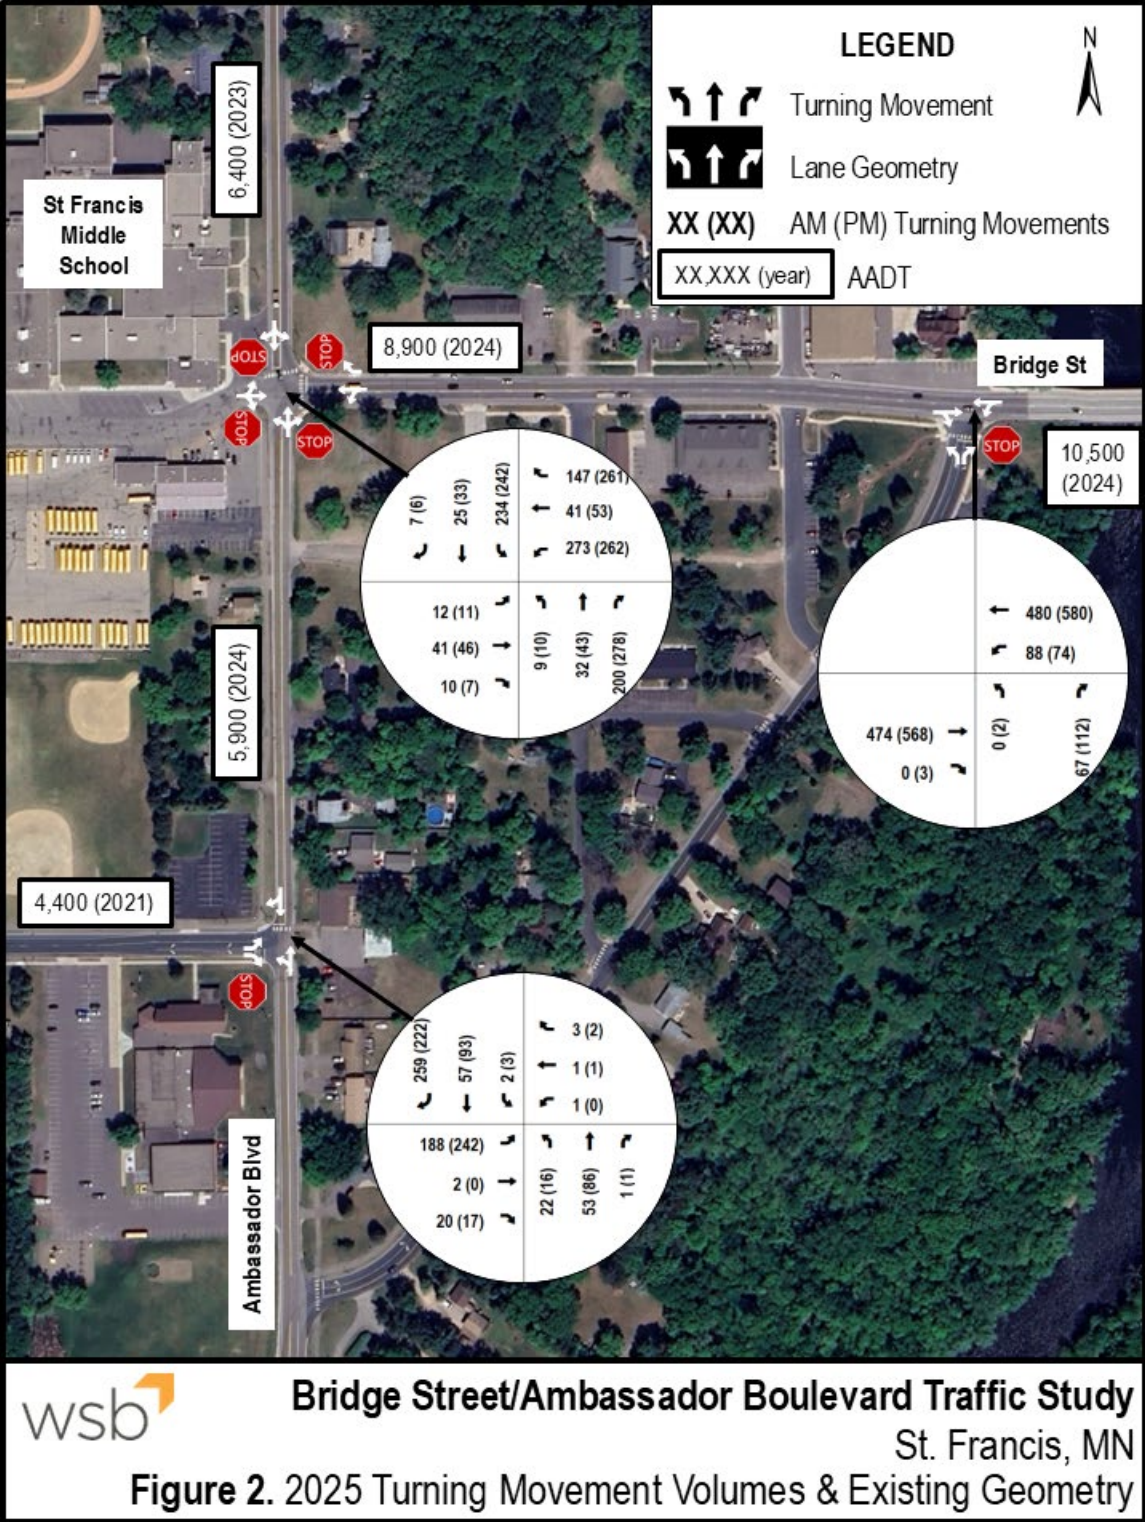 LEGEND
N
Turning Movement
Lane Geometry
XX (XX) AM (PM) Turning Movements
XX,XXX (year) AADT
6,400 (2023)
St Francis
Middle
School
STOP
STOP
8,900 (2024)
Bridge St
STOP
STOP
STOP
10,500
(2024)
7 (6)
25 (33)
234 (242)
147 (261)
41 (53)
273 (262)
12 (11)
41 (46)
10 (7)
9 (10)
32 (43)
200 (278)
480 (580)
88 (74)
474 (568)
0 (3)
0 (2)
67 (112)
5,900 (2024)
4,400 (2021)
STOP
259 (222)
57 (93)
2 (3)
3 (2)
1 (1)
1 (0)
188 (242)
2 (0)
20 (17)
22 (16)
53 (86)
1 (1)
Ambassador Blvd
wsb
Bridge Street/Ambassador Boulevard Traffic Study
St. Francis, MN
Figure 2. 2025 Turning Movement Volumes & Existing Geometry